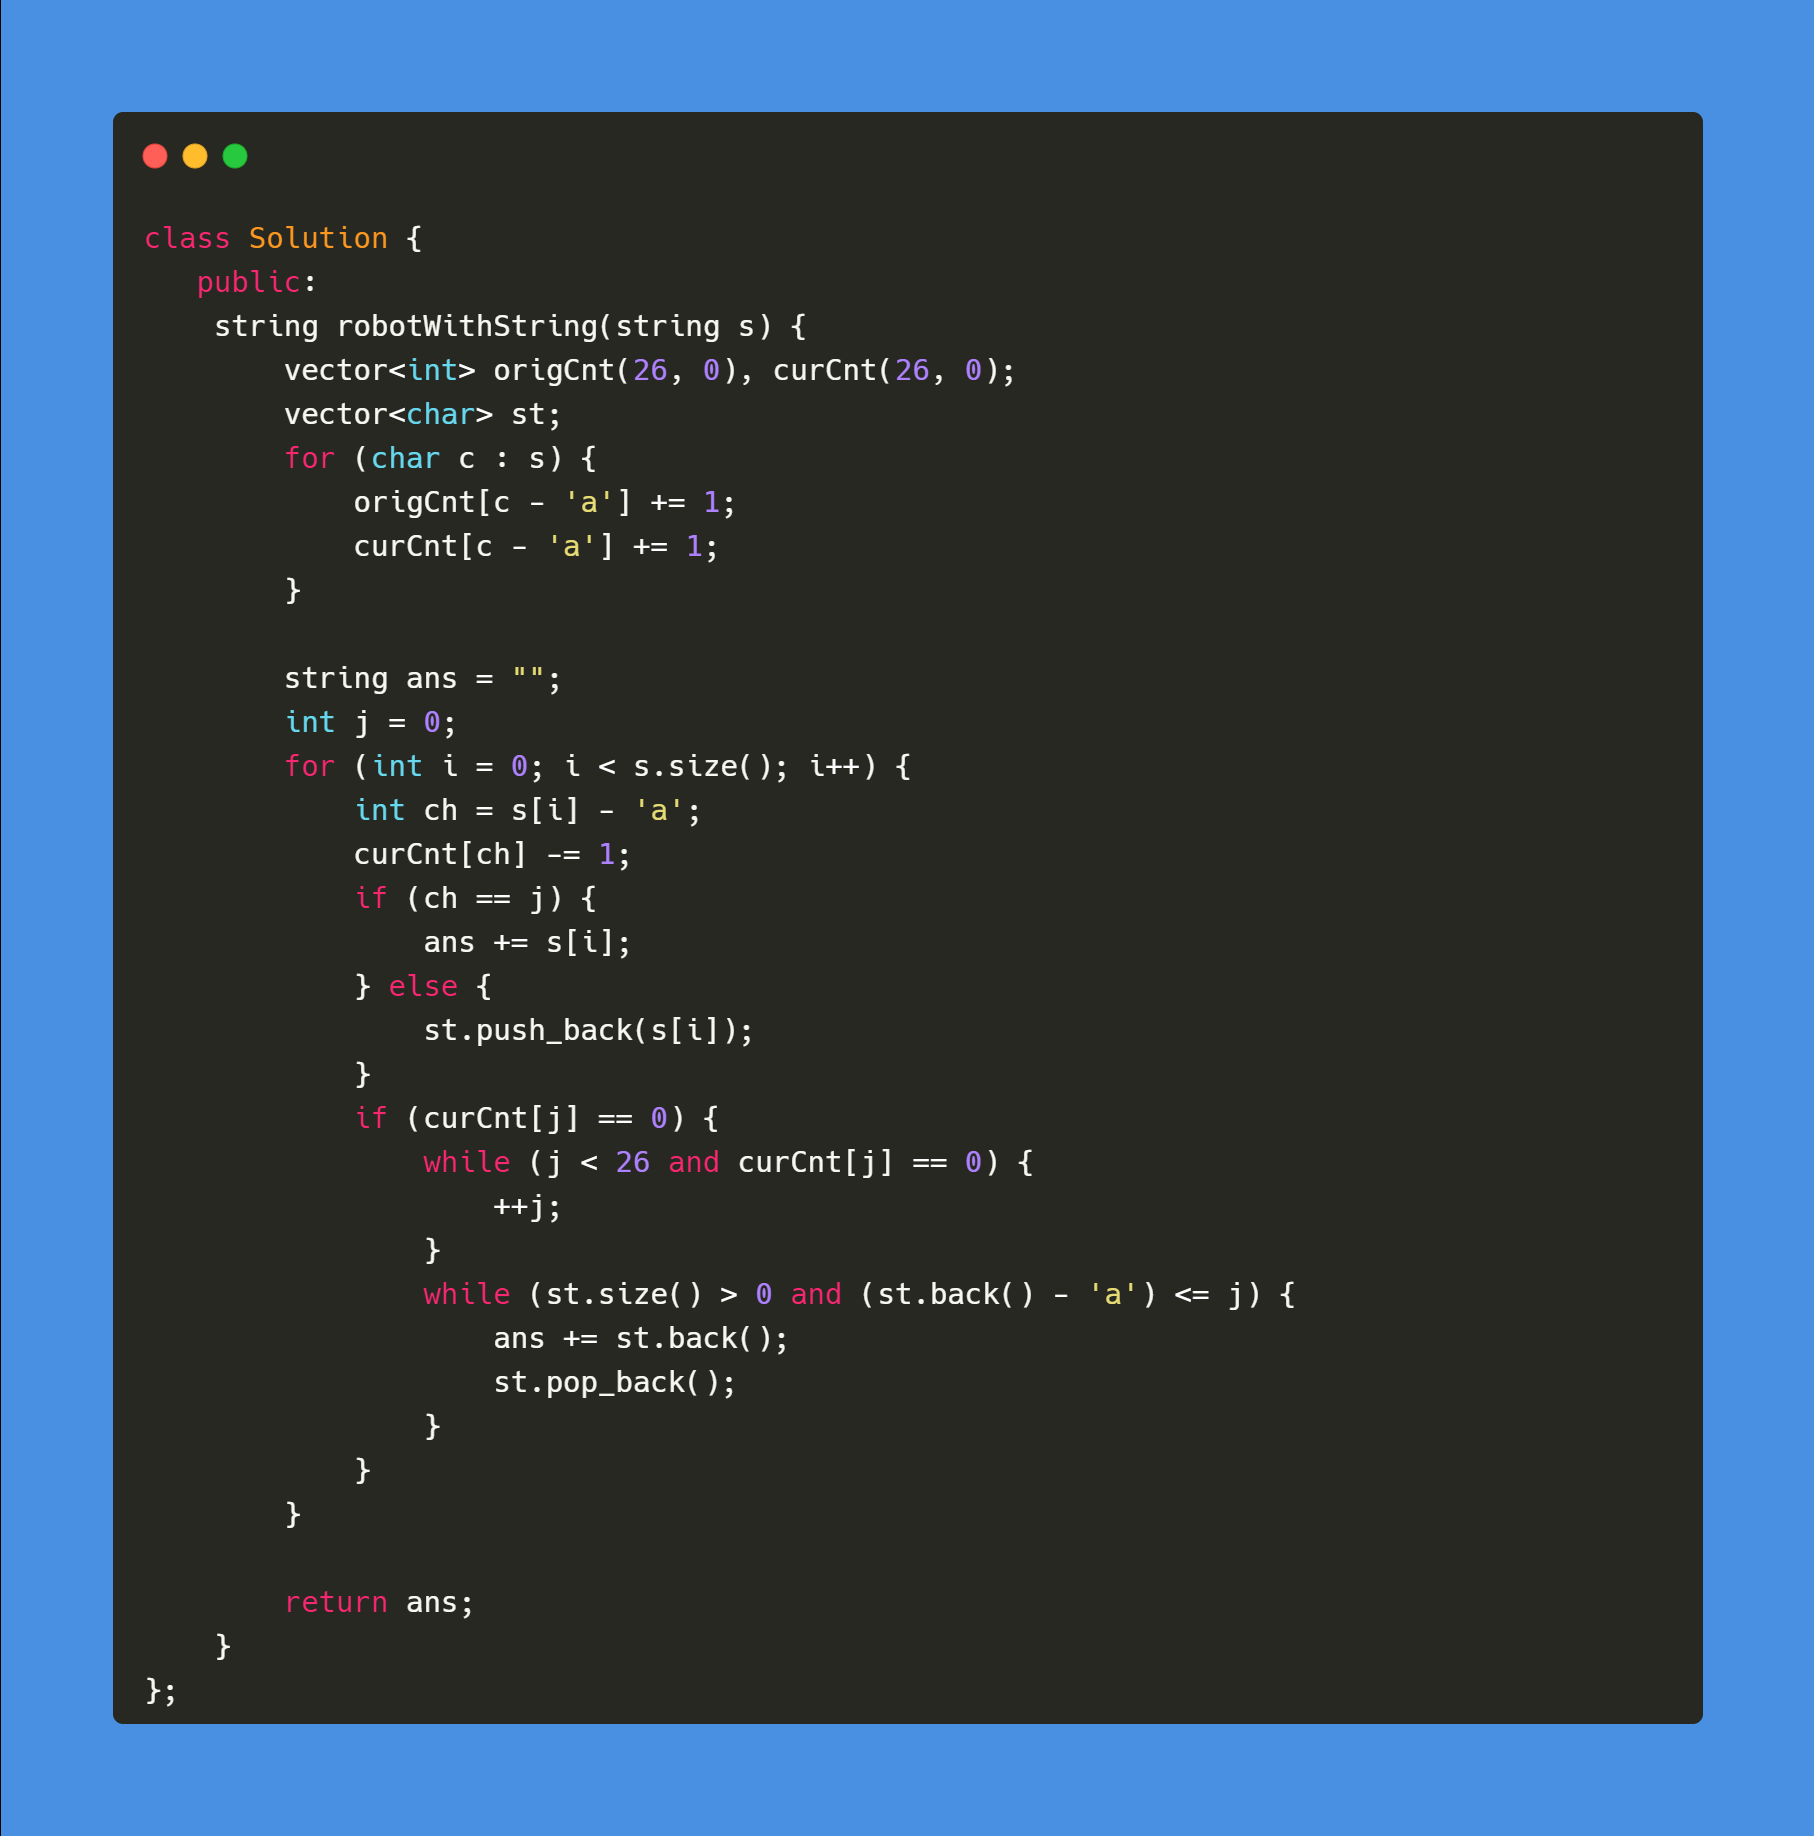 class Solution {
   public:
    string robotWithString(string s) {
        vector<int> origCnt(26, 0), curCnt(26, 0);
        vector<char> st;
        for (char c : s) {
            origCnt[c - 'a'] += 1;
            curCnt[c - 'a'] += 1;
        }

        string ans = "";
        int j = 0;
        for (int i = 0; i < s.size(); i++) {
            int ch = s[i] - 'a';
            curCnt[ch] -= 1;
            if (ch == j) {
                ans += s[i];
            } else {
                st.push_back(s[i]);
            }
            if (curCnt[j] == 0) {
                while (j < 26 and curCnt[j] == 0) {
                    ++j;
                }
                while (st.size() > 0 and (st.back() - 'a') <= j) {
                    ans += st.back();
                    st.pop_back();
                }
            }
        }

        return ans;
    }
};